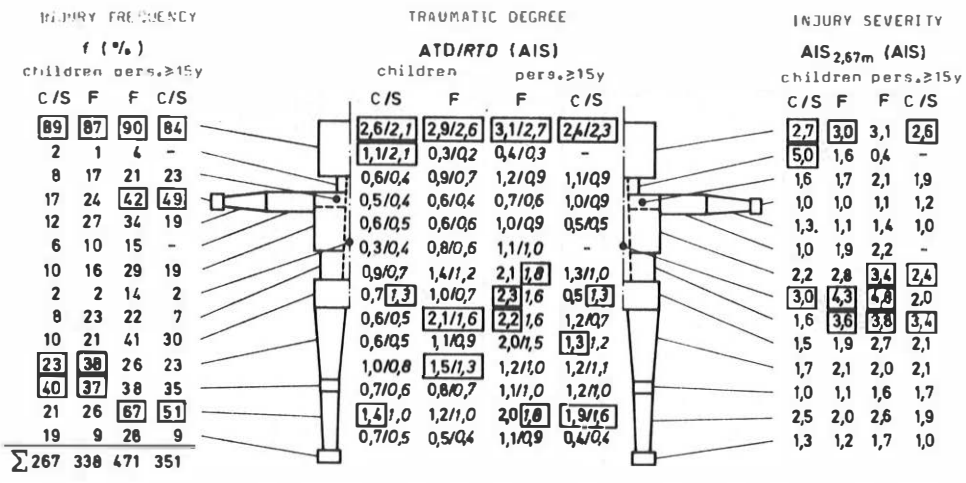 INJURY FREQUENCY TRAUMATIC DEGREE INJURY SEVERITY
f (%) ATD/RTD (AIS) AIS2,67m (AIS)
children pers.≥15y children pers.≥15y children pers.≥15y
C/S F F C/S C/S F F C/S C/S F F C/S
89 87 90 84 2,6/2,1 2,9/2,6 3,1/2,7 2,4/2,3 2,7 3,0 3,1 2,6
2 1 4 - 1,1/2,1 0,3/0,2 0,4/0,3 - 5,0 1,6 0,4 -
8 17 21 23 0,6/0,4 0,9/0,7 1,2/0,9 1,1/0,9 1,6 1,7 2,1 1,9
17 24 42 49 0,5/0,4 0,6/0,4 0,7/0,6 1,0/0,9 1,0 1,0 1,1 1,2
12 27 34 19 0,6/0,5 0,6/0,6 1,0/0,9 0,5/0,5 1,3. 1,1 1,4 1,0
6 10 15 - 0,3/0,4 0,8/0,6 1,1/1,0 - 1,0 1,9 2,2 -
10 16 29 19 0,9/0,7 1,4/1,2 2,1 1,8 1,3/1,0 2,2 2,8 3,4 2,4
2 2 14 2 0,7 1,3 1,0/0,7 2,3 1,6 0,5 1,3 3,0 4,3 4,8 2,0
8 23 22 7 0,6/0,5 2,1/1,6 2,2 1,6 1,2/0,7 1,6 3,6 3,8 3,4
10 21 41 30 0,6/0,5 1,1/0,9 2,0/1,5 1,3 1,2 1,5 1,9 2,7 2,1
23 38 26 23 1,0/0,8 1,5/1,3 1,2/1,0 1,2/1,1 1,7 2,1 2,0 2,1
40 37 38 35 0,7/0,6 0,8/0,7 1,1/1,0 1,2/1,0 1,0 1,1 1,6 1,7
21 26 67 51 1,4 1,0 1,2/1,0 2,0 1,8 1,9/1,6 2,5 2,0 2,6 1,9
19 9 28 9 0,7/0,5 0,5/0,4 1,1/0,9 0,4/0,4 1,3 1,2 1,7 1,0
Σ 267 338 471 351